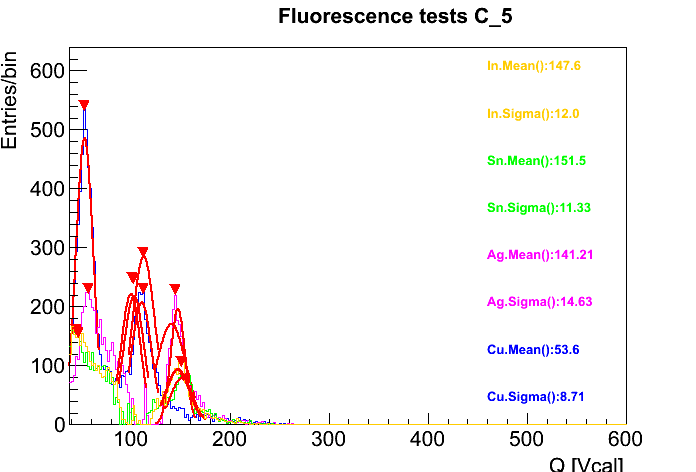 Fluorescence tests C_5
Entries/bin
600
500
400
300
200
100
0
In.Mean():147.6
In.Sigma():12.0
Sn.Mean():151.5
Sn.Sigma():11.33
Ag.Mean():141.21
Ag.Sigma():14.63
Cu.Mean():53.6
Cu.Sigma():8.71
100 200 300 400 500 600
Q [Vcal]